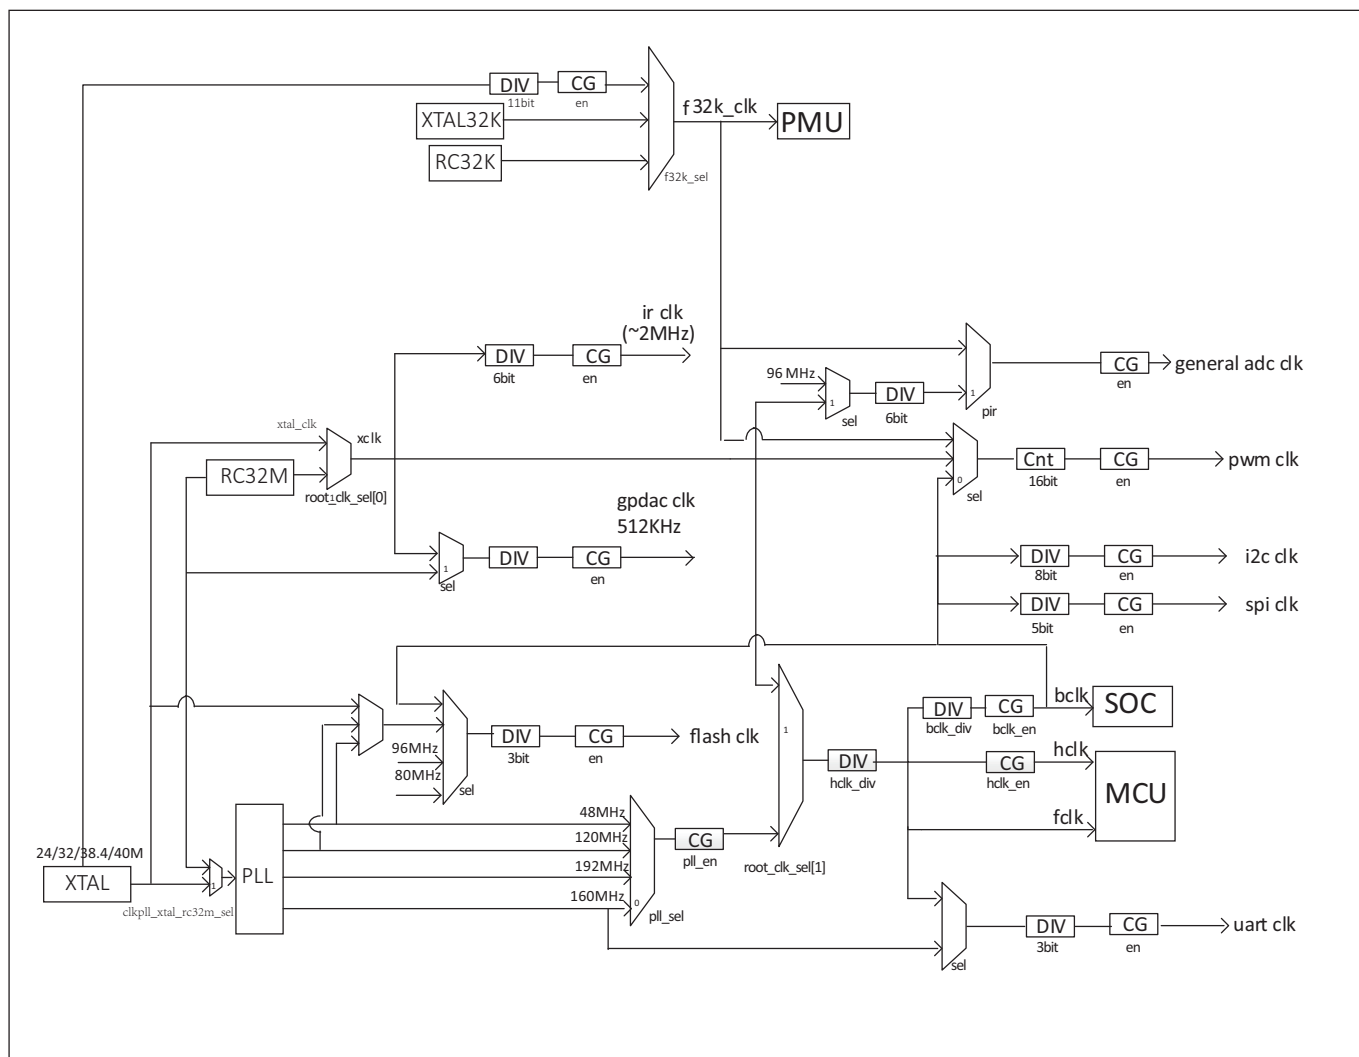 DIV
CG
11bit
en
XTAL32K
f32k_clk
PMU
RC32K
f32k_sel
ir clk
(~2MHz)
DIV
CG
6bit
en
96 MHz
1
sel
DIV
6bit
1
pir
CG
en
general adc clk
xtal_clk
xclk
RC32M
1
root_clk_sel[0]
0
sel
Cnt
16bit
CG
en
pwm clk
gpdac clk
512KHz
1
sel
DIV
CG
en
DIV
8bit
CG
en
i2c clk
DIV
5bit
CG
en
spi clk
96MHz
80MHz
sel
DIV
3bit
CG
en
flash clk
1
root_clk_sel[1]
DIV
hclk_div
DIV
bclk_div
CG
bclk_en
bclk
SOC
CG
hclk_en
hclk
fclk
MCU
24/32/38.4/40M
XTAL
1
clkpll_xtal_rc32m_sel
PLL
48MHz
120MHz
192MHz
160MHz
0
pll_sel
CG
pll_en
sel
DIV
3bit
CG
en
uart clk